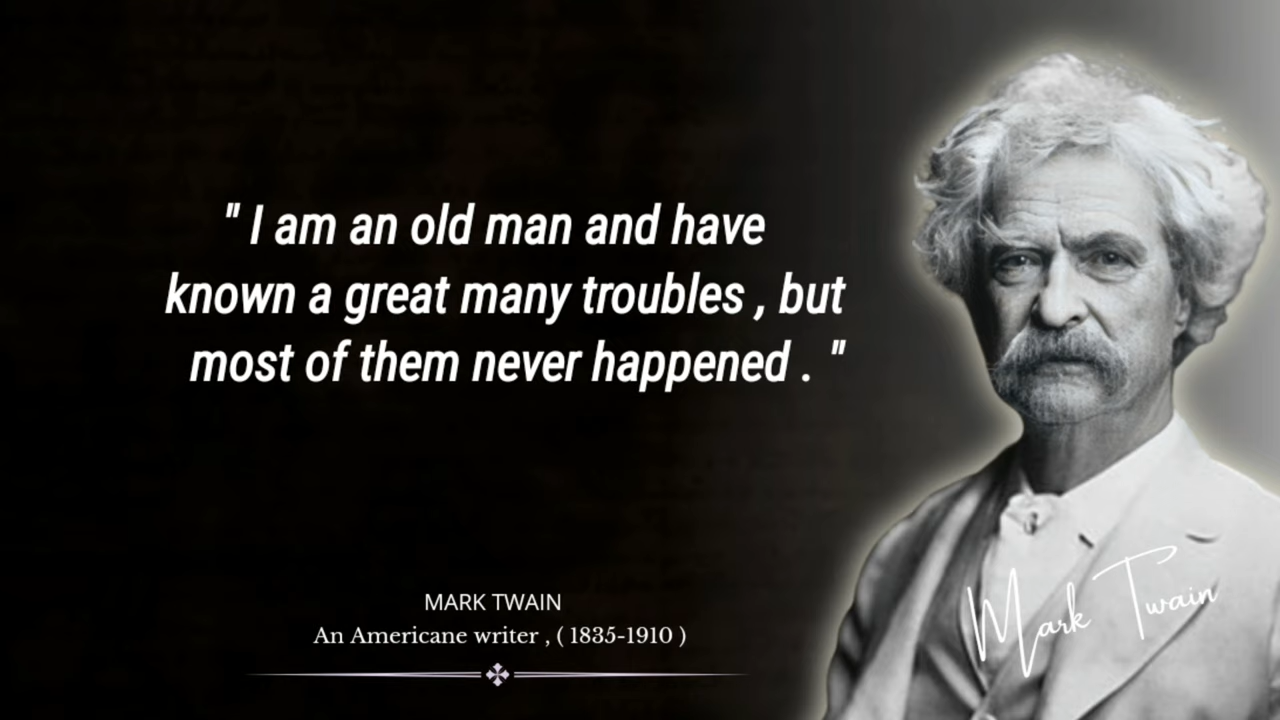 " I am an old man and have
known a great many troubles , but
most of them never happened . "
MARK TWAIN
An Americane writer , ( 1835-1910 )
Mark Twain